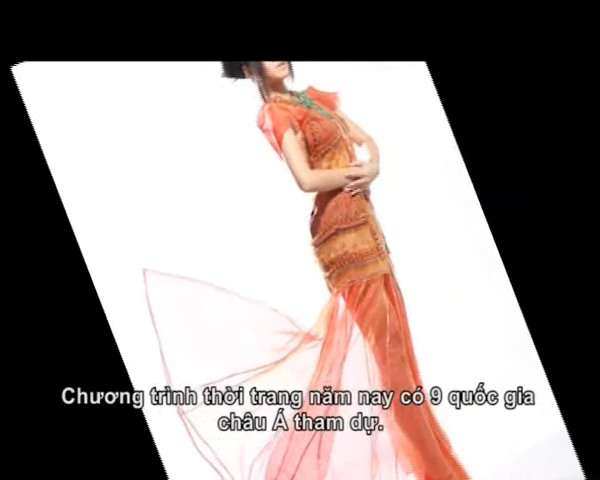 Chương trình thời trang năm nay có 9 quốc gia
châu Á tham dự.